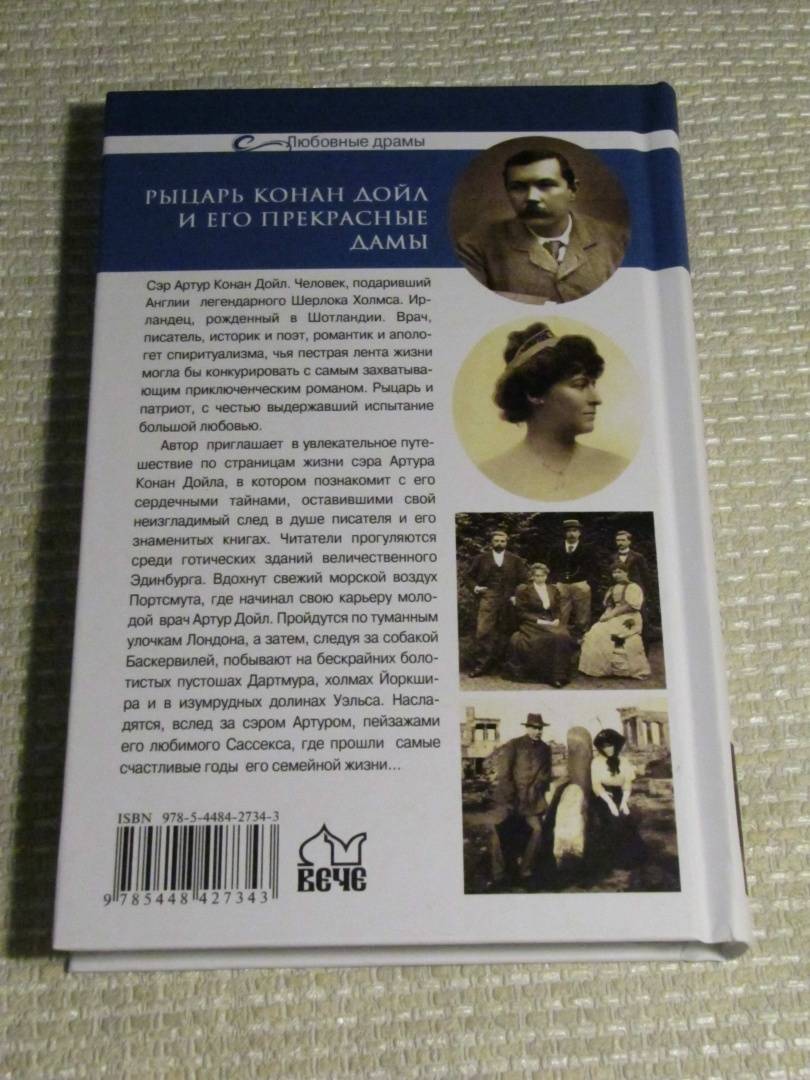 Любовные драмы
РЫЦАРЬ КОНАН ДОЙЛ
И ЕГО ПРЕКРАСНЫЕ
ДАМЫ
Сэр Артур Конан Дойл. Человек, подаривший
Англии легендарного Шерлока Холмса. Ир-
ландец, рожденный в Шотландии. Врач,
писатель, историк и поэт, романтик и аполо-
гет спиритуализма, чья пестрая лента жизни
могла бы конкурировать с самым захватыва-
ющим приключенческим романом. Рыцарь и
патриот, с честью выдержавший испытание
большой любовью.
Автор приглашает в увлекательное путе-
шествие по страницам жизни сэра Артура
Конан Дойла, в котором познакомит с его
сердечными тайнами, оставившими свой
неизгладимый след в душе писателя и его
знаменитых книгах. Читатели прогуляются
среди готических зданий величественного
Эдинбурга. Вдохнут свежий морской воздух
Портсмута, где начинал свою карьеру моло-
дой врач Артур Дойл. Пройдутся по туманным
улочкам Лондона, а затем, следуя за собакой
Баскервилей, побывают на бескрайних боло-
тистых пустошах Дартмура, холмах Йоркши-
ра и в изумрудных долинах Уэльса. Насла-
дятся, вслед за сэром Артуром, пейзажами
его любимого Сассекса, где прошли самые
счастливые годы его семейной жизни...
ISBN 978-5-4484-2734-3
9 785448 427343
ВЕЧЕ